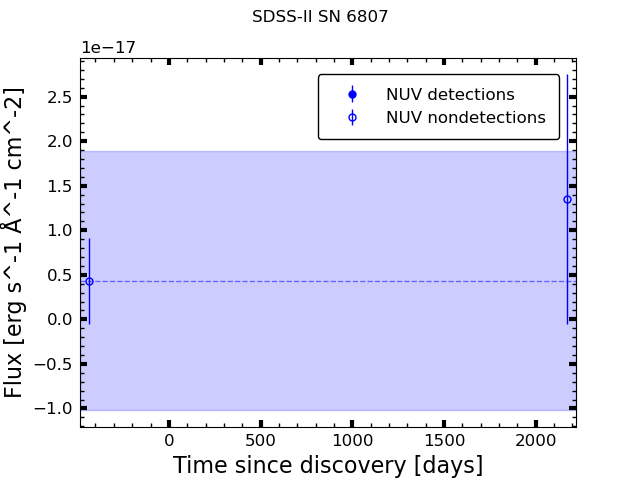 SDSS-II SN 6807
1e−17
NUV detections
NUV nondetections
2.5
2.0
1.5
1.0
0.5
0.0
−0.5
−1.0
Flux [erg s^-1 Å^-1 cm^-2]
0 500 1000 1500 2000
Time since discovery [days]